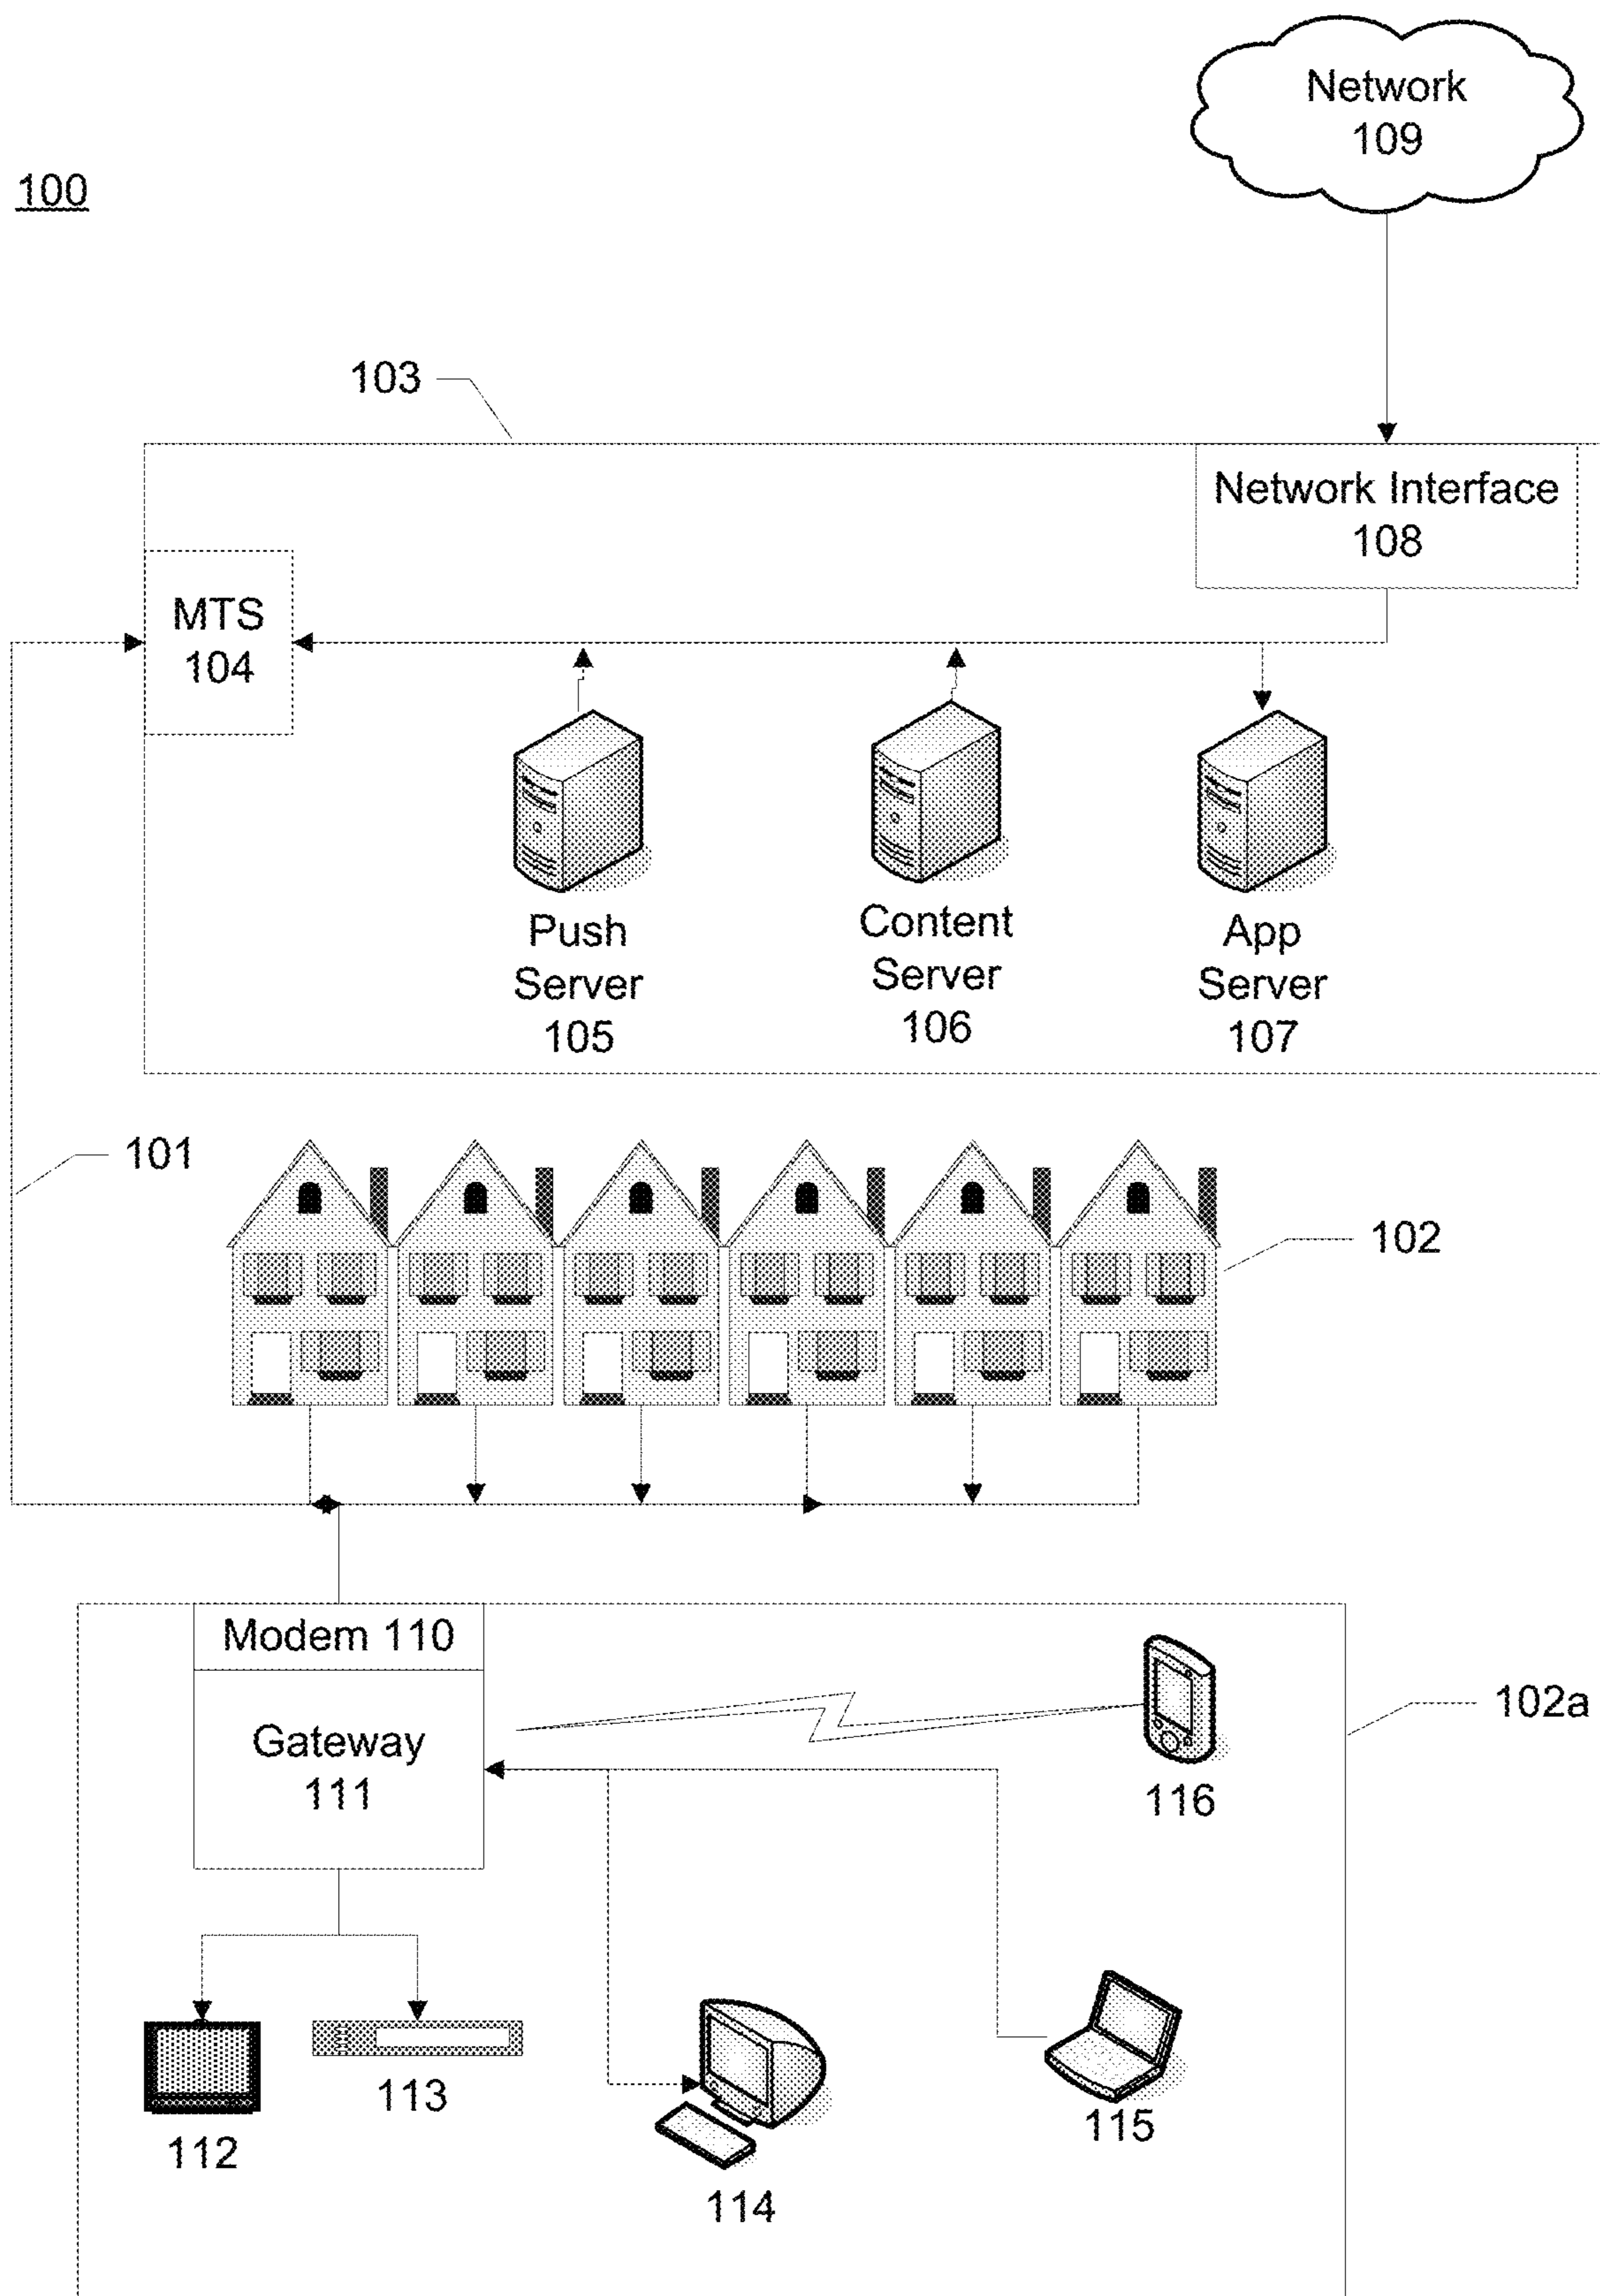 Network
109
100
103
Network Interface
108
MTS
104
Push
Server
105
Content
Server
106
App
Server
107
101
102
Modem 110
102a
Gateway
111
116
112
113
114
115